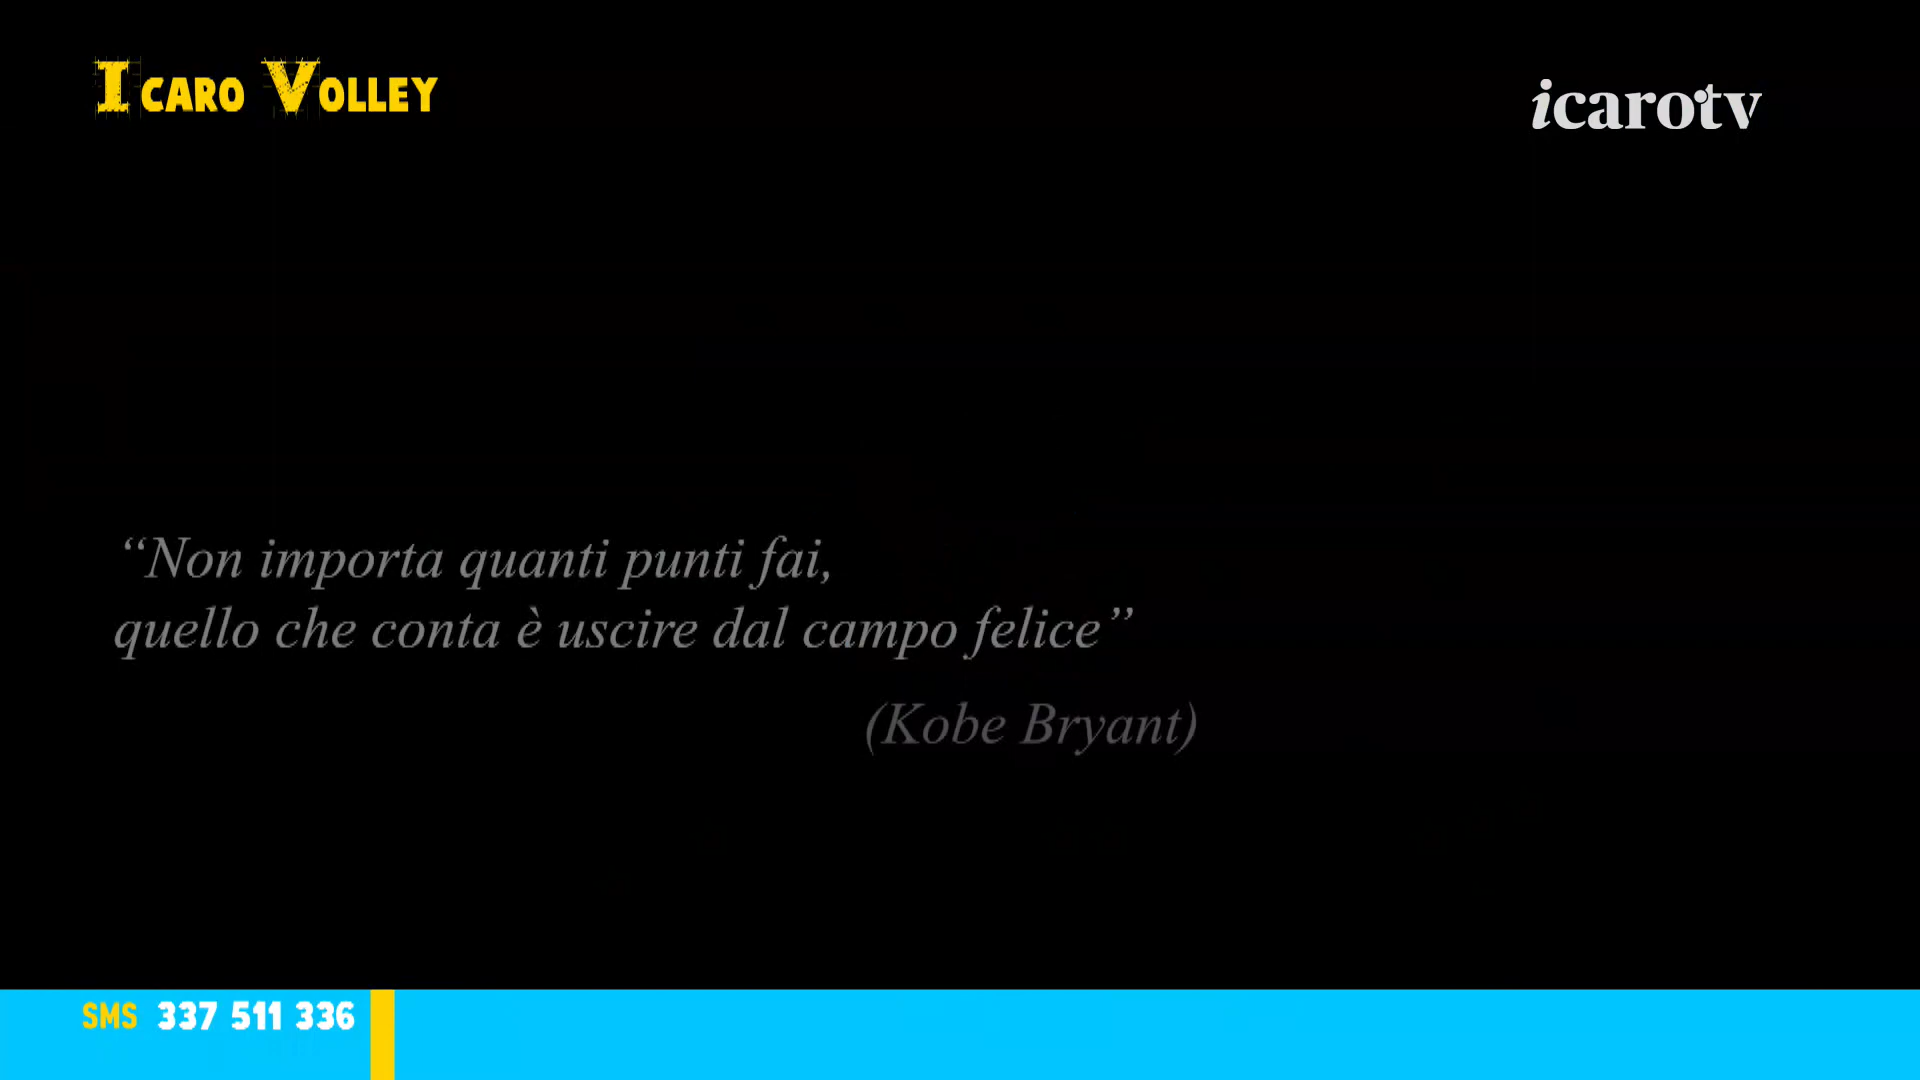 Icaro Volley
icarotv
“Non importa quanti punti fai,
quello che conta è uscire dal campo felice”
(Kobe Bryant)
SMS 337 511 336